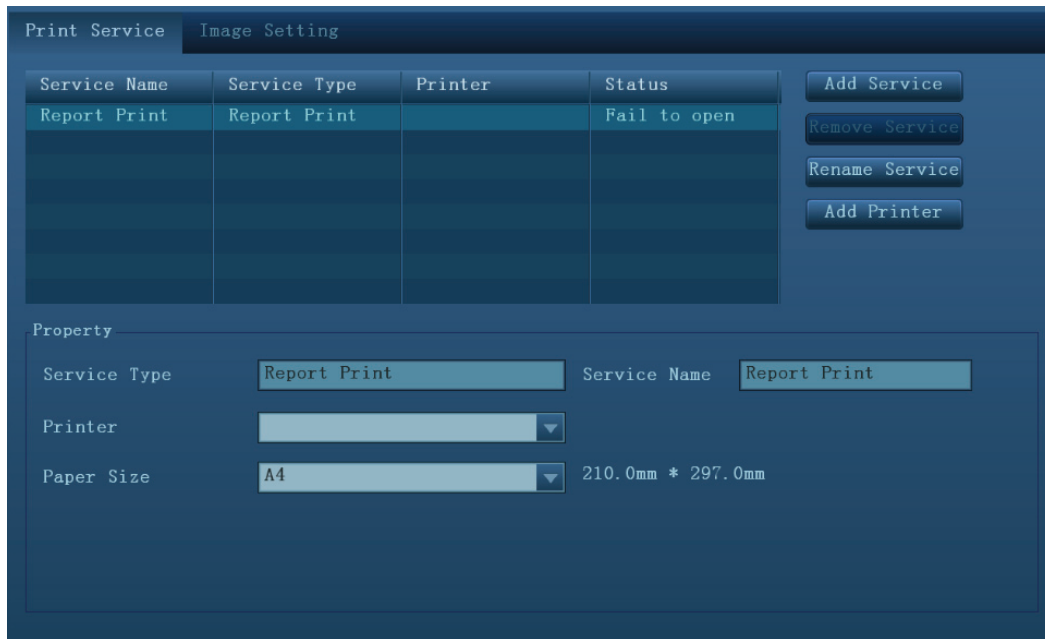 Print Service Image Setting
Service Name Service Type Printer Status Add Service
Report Print Report Print Fail to open
Remove Service
Rename Service
Add Printer
Property
Service Type Report Print Service Name Report Print
Printer
Paper Size A4 210.0mm * 297.0mm